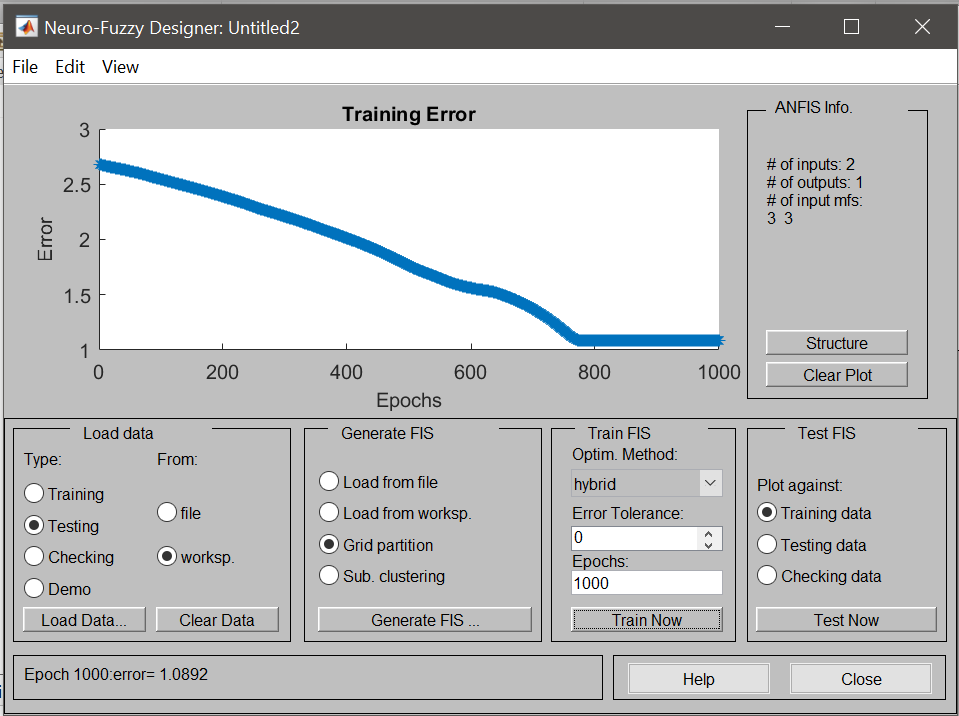 Neuro-Fuzzy Designer: Untitled2
File Edit View
Training Error
3
2.5
2
1.5
1
Error
0 200 400 600 800 1000
Epochs
ANFIS Info.
# of inputs: 2
# of outputs: 1
# of input mfs:
3 3
Structure
Clear Plot
Load data
Type: From:
Training
file
Testing
Checking
worksp.
Demo
Load Data... Clear Data
Generate FIS
Load from file
Load from worksp.
Grid partition
Sub. clustering
Generate FIS ...
Train FIS
Optim. Method:
hybrid
Error Tolerance:
0
Epochs:
1000
Train Now
Test FIS
Plot against:
Training data
Testing data
Checking data
Test Now
Epoch 1000:error= 1.0892
Help Close